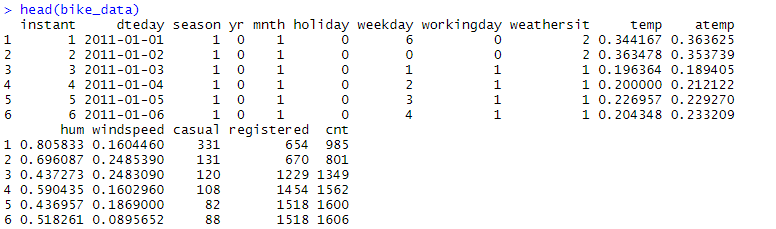 > head(bike_data)
instant dteday season yr mnth holiday weekday workingday weathersit temp atemp
1 1 2011-01-01 1 0 1 0 6 0 2 0.344167 0.363625
2 2 2011-01-02 1 0 1 0 0 0 2 0.363478 0.353739
3 3 2011-01-03 1 0 1 0 1 1 1 0.196364 0.189405
4 4 2011-01-04 1 0 1 0 2 1 1 0.200000 0.212122
5 5 2011-01-05 1 0 1 0 3 1 1 0.226957 0.229270
6 6 2011-01-06 1 0 1 0 4 1 1 0.204348 0.233209
hum windspeed casual registered cnt
1 0.805833 0.1604460 331 654 985
2 0.696087 0.2485390 131 670 801
3 0.437273 0.2483090 120 1229 1349
4 0.590435 0.1602960 108 1454 1562
5 0.436957 0.1869000 82 1518 1600
6 0.518261 0.0895652 88 1518 1606